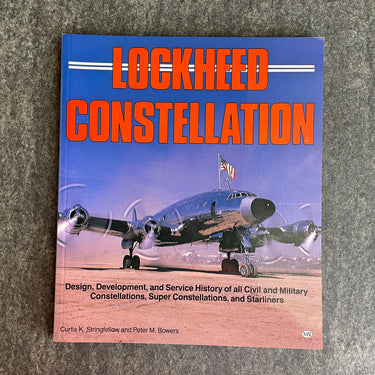 LOCKHEED
CONSTELLATION
Design, Development, and Service History of all Civil and Military
Constellations, Super Constellations, and Starliners
Curtis K. Stringfellow and Peter M. Bowers